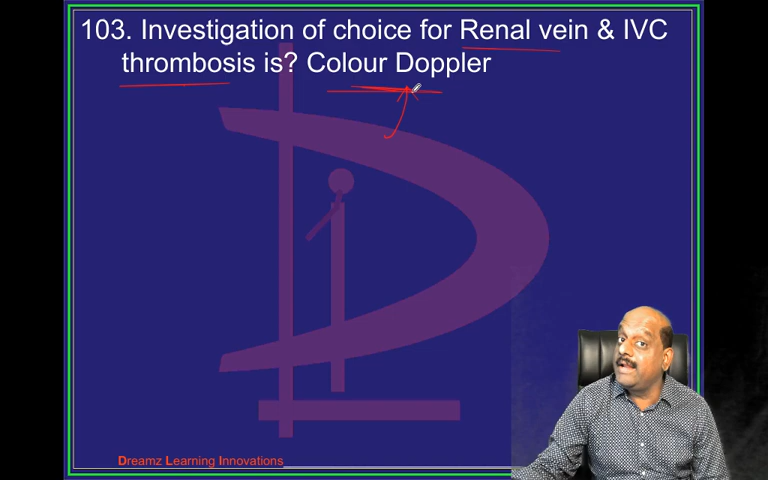 103. Investigation of choice for Renal vein & IVC
thrombosis is? Colour Doppler
Dreamz Learning Innovations